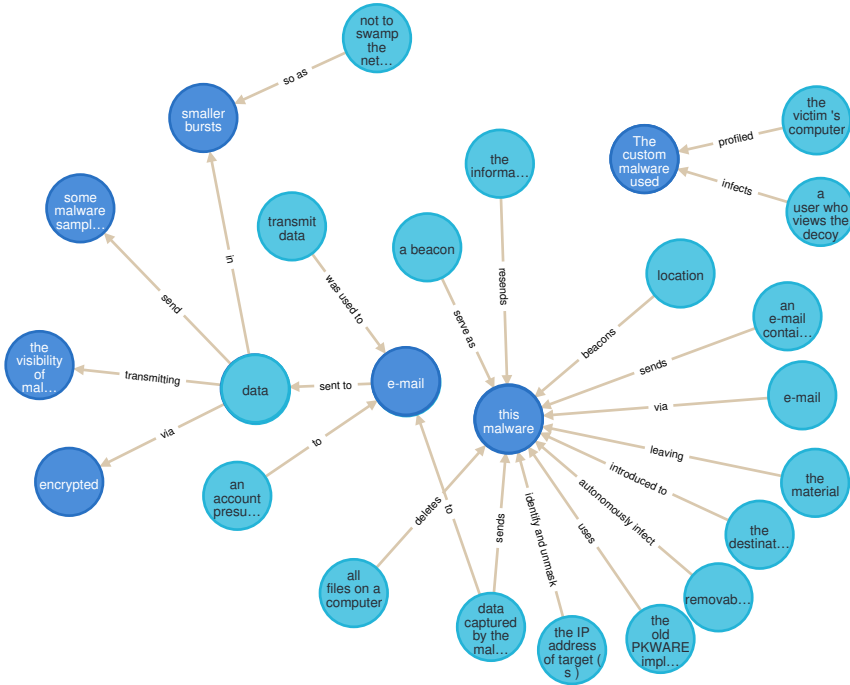 not to
swamp
the
net…
so as
smaller
bursts
the
victim 's
computer
The
custom
malware
used
profiled
infects
a
user who
views the
decoy
the
informa…
some
malware
sampl…
transmit
data
a beacon
in
location
send
was used to
serve as
resends
beacons
an
e-mail
contai…
the
visibility
of
mal…
transmitting
data
sent to
e-mail
sends
via
e-mail
this
malware
via
to
leaving
encrypted
an
account
presu…
introduced to
the
material
deletes
to
sends
identify and unmask
uses
autonomously infect
the
destinat…
all
files on a
computer
data
captured
by the
mal…
the IP
address
of target (
s )
the
old
PKWARE
impl…
removab…